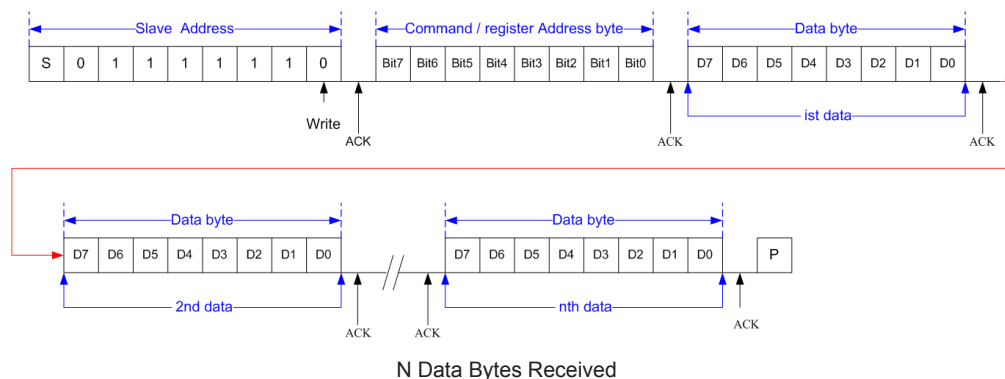 Slave Address
Command / register Address byte
Data byte
S 0 1 1 1 1 1 1 0
Bit7 Bit6 Bit5 Bit4 Bit3 Bit2 Bit1 Bit0
D7 D6 D5 D4 D3 D2 D1 D0
Write
ACK
ACK
ist data
ACK
Data byte
Data byte
D7 D6 D5 D4 D3 D2 D1 D0
D7 D6 D5 D4 D3 D2 D1 D0
P
2nd data
ACK
ACK
nth data
ACK
N Data Bytes Received